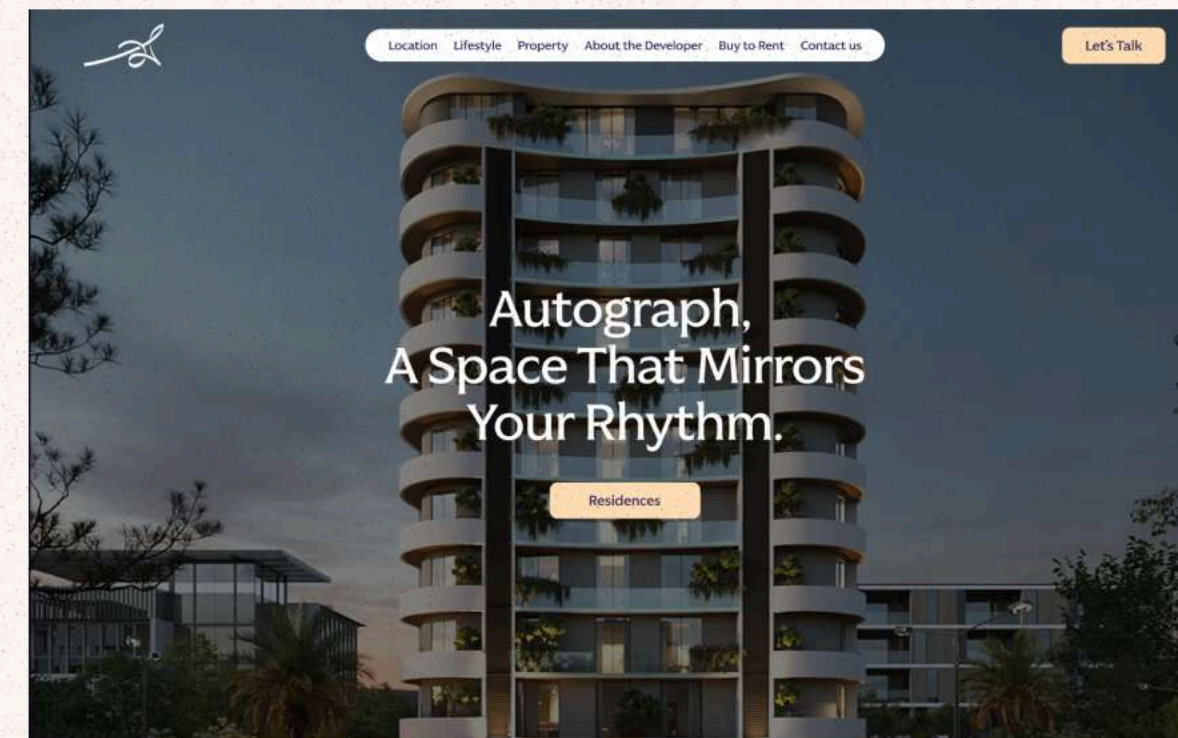 Location Lifestyle Property About the Developer Buy to Rent Contact us
Let's Talk
Autograph,
A Space That Mirrors
Your Rhythm.
Residences